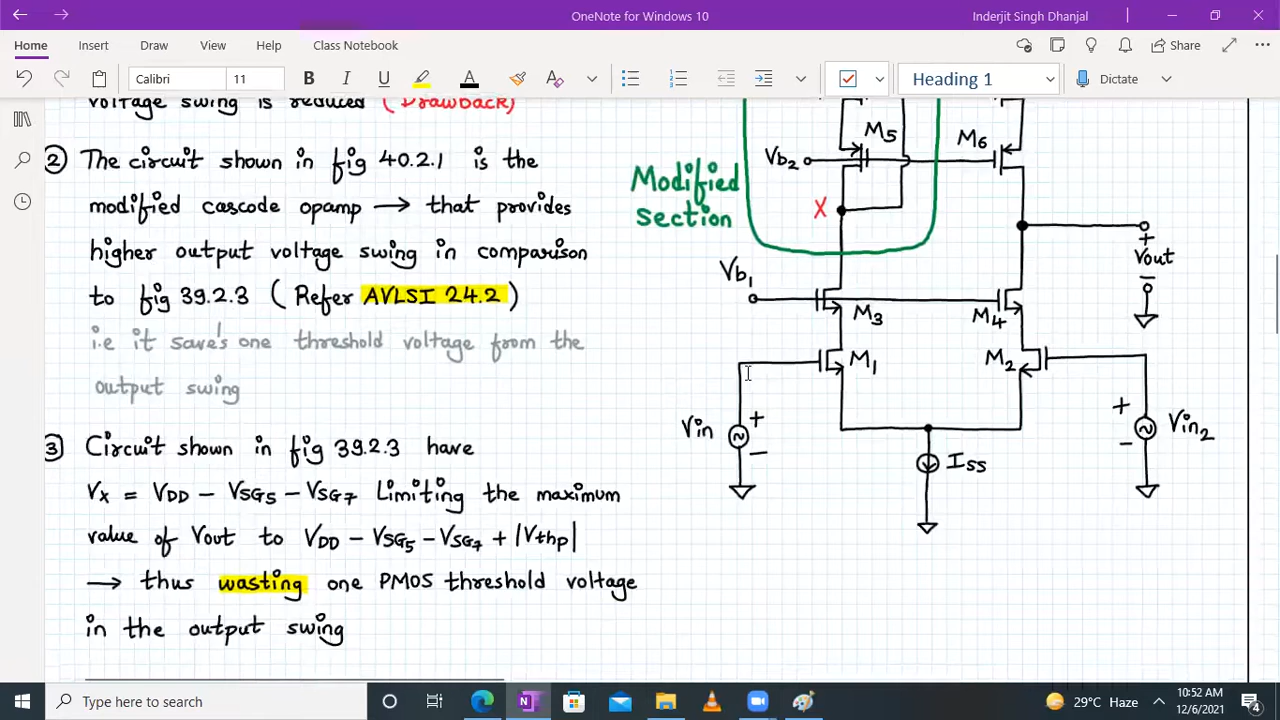 OneNote for Windows 10
Inderjit Singh Dhanjal
Home Insert Draw View Help Class Notebook
Share
Calibri 11 B I U A
Heading 1
Dictate
voltage swing is reduced (Drawback)
2 The circuit shown in fig 40.2.1 is the
modified cascode opamp → that provides
higher output voltage swing in comparison
to fig 39.2.3 ( Refer AVLSI 24.2 )
i.e it save's one threshold voltage from the
output swing
3 Circuit shown in fig 39.2.3 have
VX = VDD - VSG5 - VSG7 Limiting the maximum
value of Vout to VDD - VSG5 - VSG7 + |Vthp|
→ thus wasting one PMOS threshold voltage
in the output swing
M5
M6
Vb2
Modified
section
X
+
Vout
-
Vb1
M3
M4
M1
M2
Vin
+
-
+
-
Vin2
ISS
Type here to search
29°C Haze
10:52 AM
12/6/2021
4